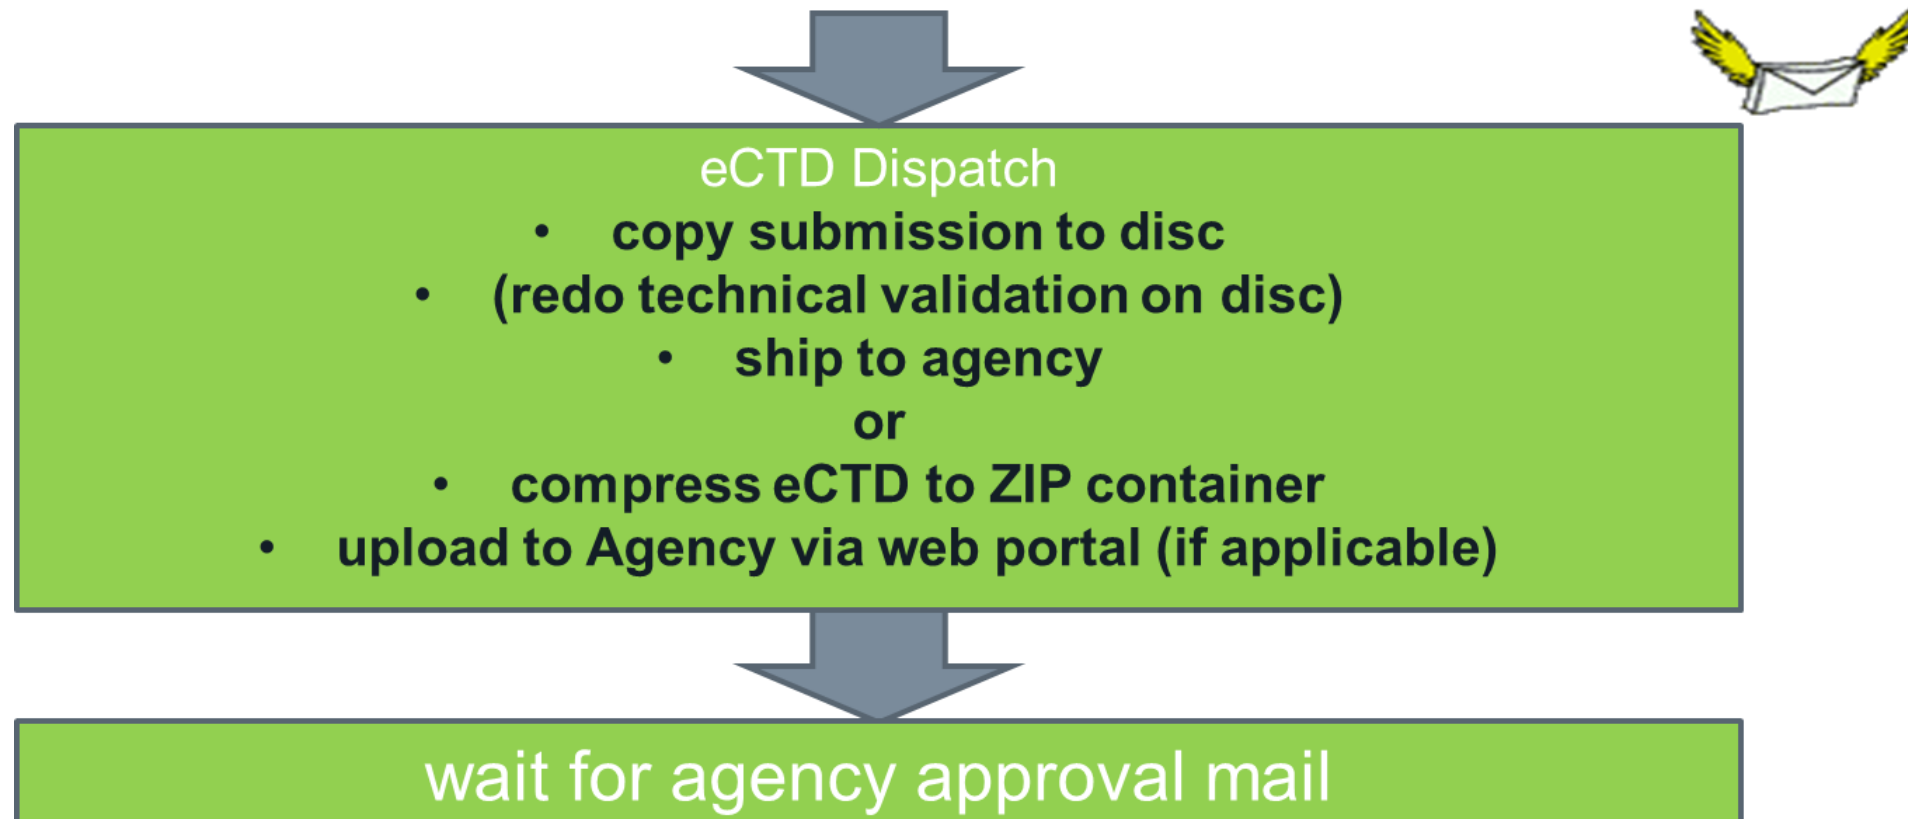 eCTD Dispatch
• copy submission to disc
• (redo technical validation on disc)
• ship to agency
or
• compress eCTD to ZIP container
• upload to Agency via web portal (if applicable)
wait for agency approval mail